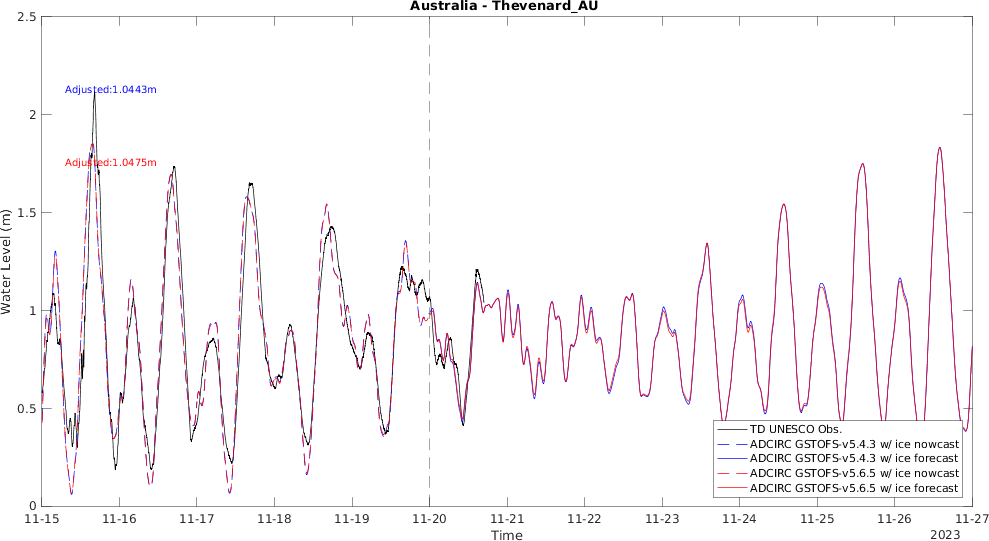 Australia - Thevenard_AU
2.5
2
1.5
1
0.5
0
Water Level (m)
Adjusted:1.0443m
Adjusted:1.0475m
TD UNESCO Obs.
ADCIRC GSTOFS-v5.4.3 w/ ice nowcast
ADCIRC GSTOFS-v5.4.3 w/ ice forecast
ADCIRC GSTOFS-v5.6.5 w/ ice nowcast
ADCIRC GSTOFS-v5.6.5 w/ ice forecast
11-15 11-16 11-17 11-18 11-19 11-20 11-21 11-22 11-23 11-24 11-25 11-26 11-27
Time
2023